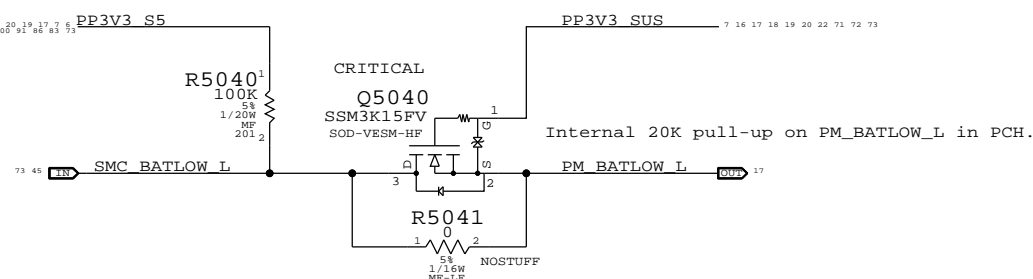 20 19 17 7 6
00 91 86 83 73
PP3V3_S5
PP3V3_SUS
7 16 17 18 19 20 22 71 72 73
R5040
1
100K
5%
1/20W
MF
201
2
CRITICAL
Q5040
SSM3K15FV
SOD-VESM-HF
1
G
D
S
3
2
Internal 20K pull-up on PM_BATLOW_L in PCH.
73 45
IN
SMC_BATLOW_L
PM_BATLOW_L
OUT
17
R5041
0
1
2
5%
1/16W
MF-LF
NOSTUFF